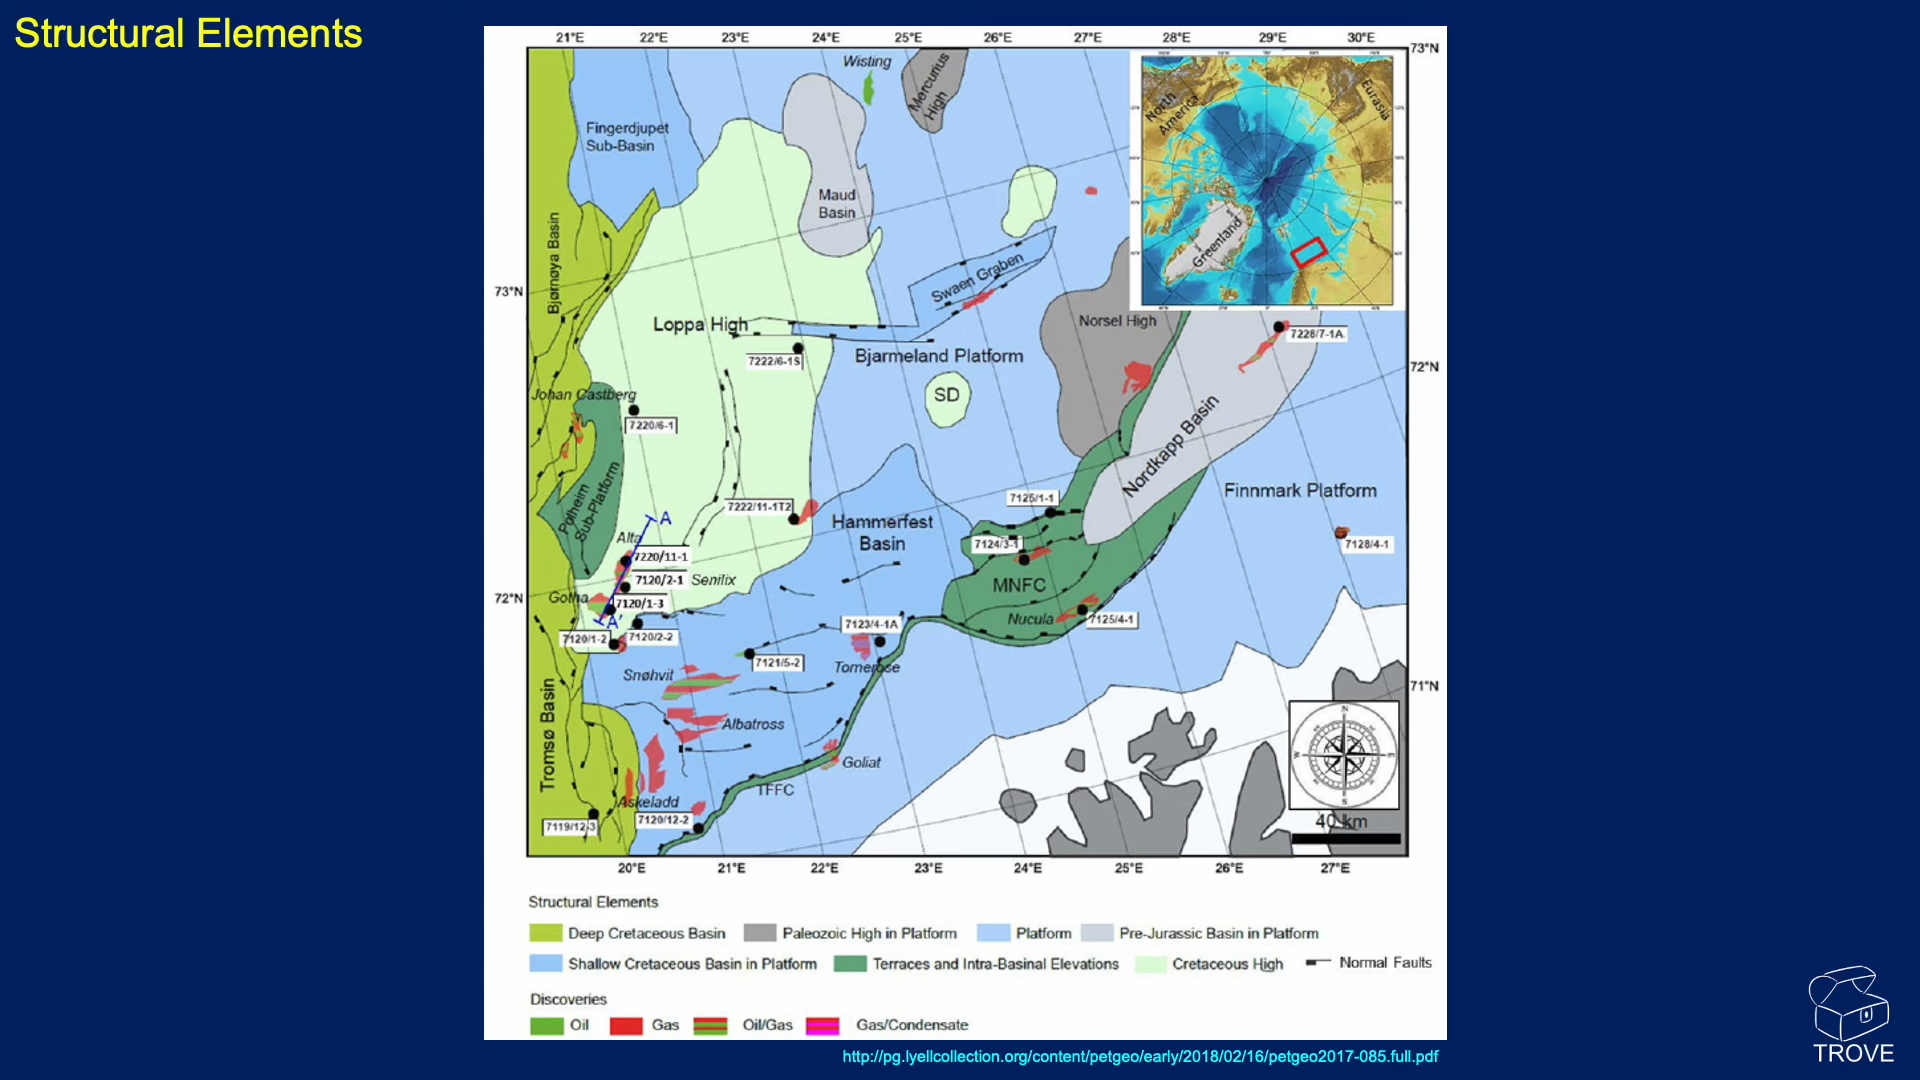 Structural Elements
21°E 22°E 23°E 24°E 25°E 26°E 27°E 28°E 29°E 30°E
73°N
Wisting
Mercurius
High
North
America
Eurasia
Greenland
Fingerdjupet
Sub-Basin
Maud
Basin
Bjørnøya Basin
73°N
Swaen Graben
Loppa High
Norsel High
7228/7-1A
7222/6-1S
Bjarmeland Platform
72°N
SD
Johan Castberg
7220/6-1
Nordkapp Basin
Polheim
Sub-Platform
Finnmark Platform
7125/1-1
7222/11-1T2
Hammerfest
Basin
A
Alta
7124/3-1
7128/4-1
7220/11-1
7120/2-1
Senilix
MNFC
72°N
Gotha
7120/1-3
A'
Nucula
7125/4-1
7123/4-1A
7120/1-2
7120/2-2
7121/5-2
Tornerose
Snøhvit
71°N
Tromsø Basin
Albatross
Goliat
TFFC
Askeladd
7120/12-2
7119/12-3
N
E
S
W
40 km
20°E 21°E 22°E 23°E 24°E 25°E 26°E 27°E
Structural Elements
Deep Cretaceous Basin Paleozoic High in Platform Platform Pre-Jurassic Basin in Platform
Shallow Cretaceous Basin in Platform Terraces and Intra-Basinal Elevations Cretaceous High Normal Faults
Discoveries
Oil Gas Oil/Gas Gas/Condensate
http://pg.lyellcollection.org/content/petgeo/early/2018/02/16/petgeo2017-085.full.pdf
TROVE